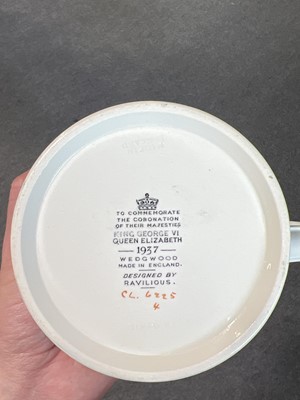 TO COMMEMORATE
THE CORONATION
OF THEIR MAJESTIES
KING GEORGE VI
QUEEN ELIZABETH
1937
WEDGWOOD
MADE IN ENGLAND.
DESIGNED BY
RAVILIOUS.
CL. 6225
4